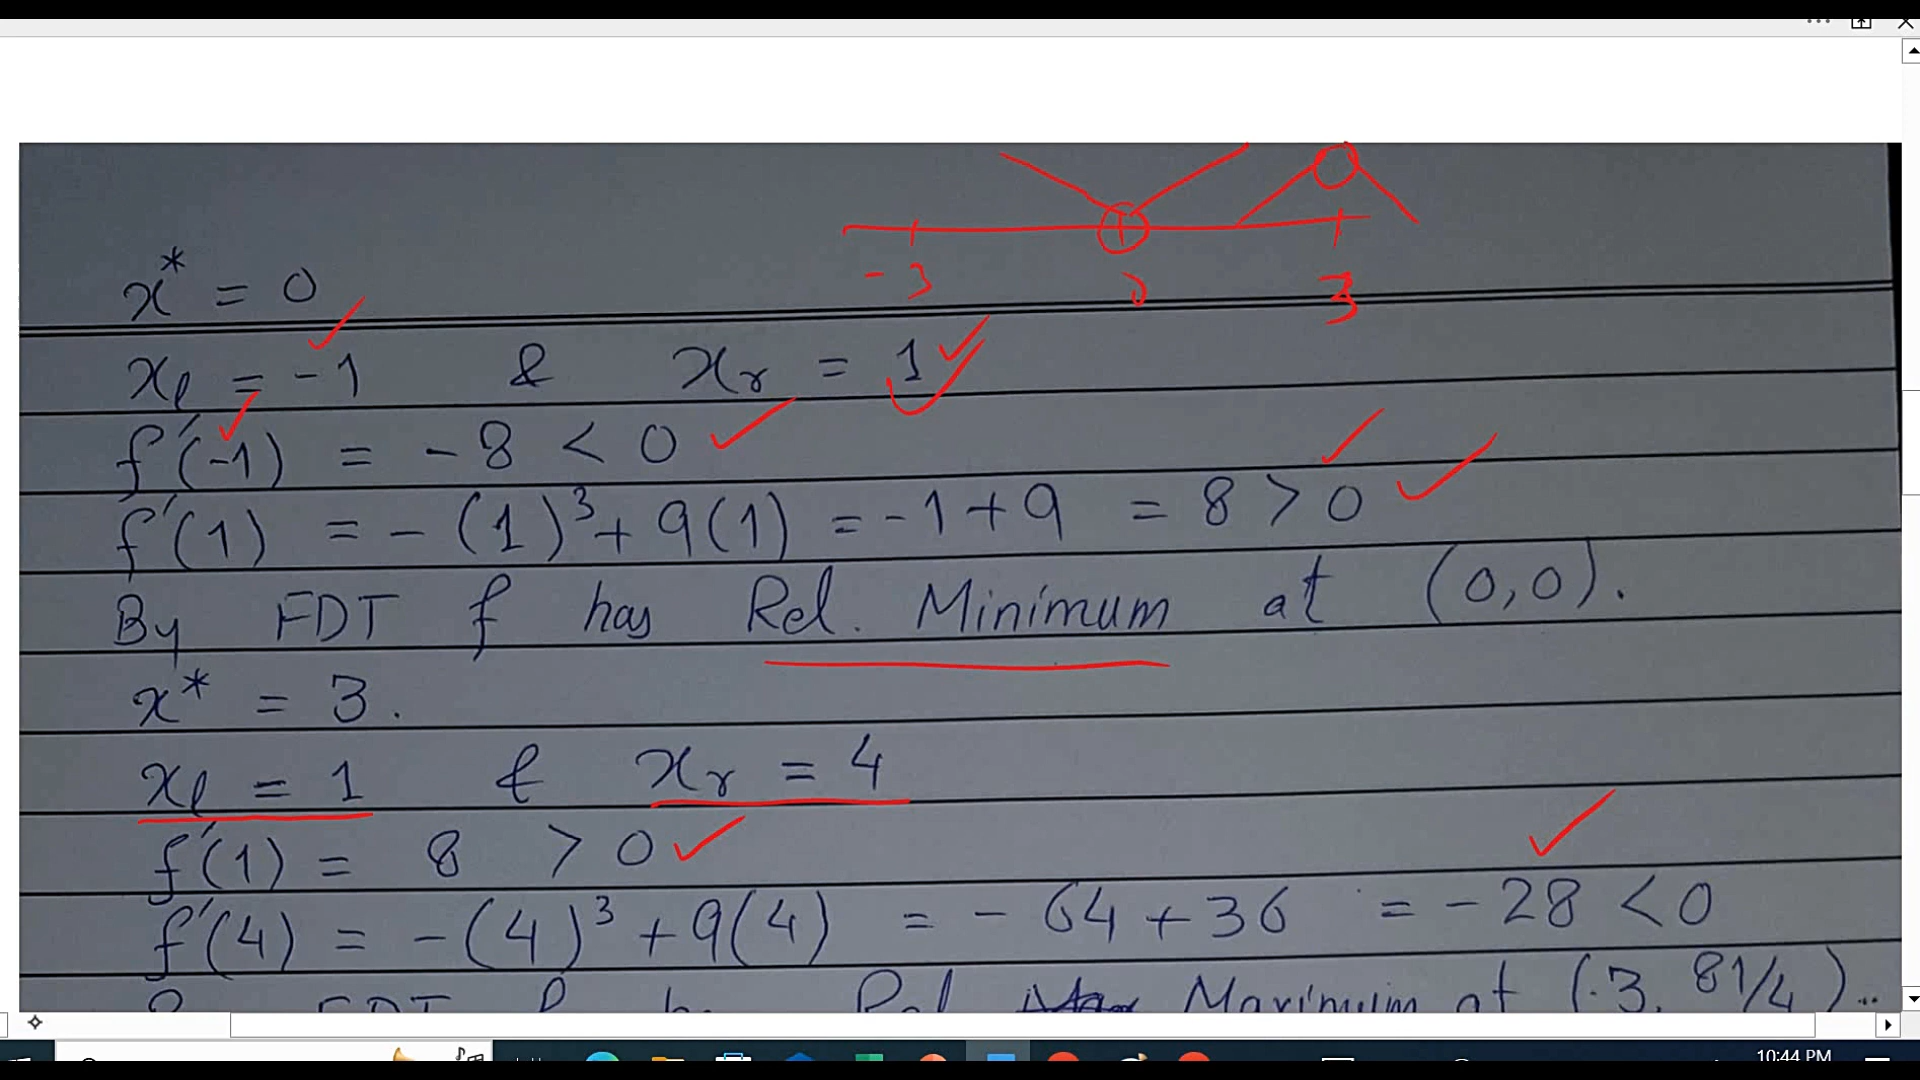 -3 0 3
x* = 0
xℓ = -1 & xr = 1
f'(-1) = -8 < 0
f'(1) = -(1)³ + 9(1) = -1 + 9 = 8 > 0
By FDT f has Rel. Minimum at (0,0).
x* = 3.
xℓ = 1 & xr = 4
f'(1) = 8 > 0
f'(4) = -(4)³ + 9(4) = -64 + 36 = -28 < 0
FDT Rel Maximum at (3, 81/4)
10:44 PM